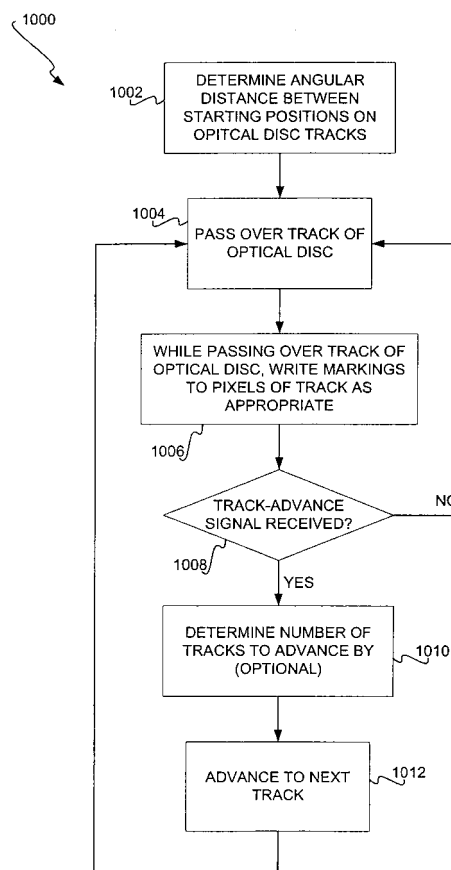 1000
1002
DETERMINE ANGULAR
DISTANCE BETWEEN
STARTING POSITIONS ON
OPITCAL DISC TRACKS
1004
PASS OVER TRACK OF
OPTICAL DISC
WHILE PASSING OVER TRACK OF
OPTICAL DISC, WRITE MARKINGS
TO PIXELS OF TRACK AS
APPROPRIATE
1006
TRACK-ADVANCE
SIGNAL RECEIVED?
NO
1008
YES
DETERMINE NUMBER OF
TRACKS TO ADVANCE BY
(OPTIONAL)
1010
ADVANCE TO NEXT
TRACK
1012